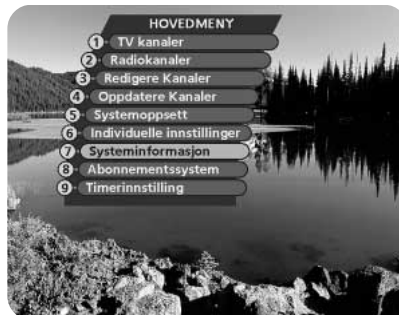 HOVEDMENY
1 TV kanaler
2 Radiokanaler
3 Redigere Kanaler
4 Oppdatere Kanaler
5 Systemoppsett
6 Individuelle innstillinger
7 Systeminformasjon
8 Abonnementssystem
9 Timerinnstilling